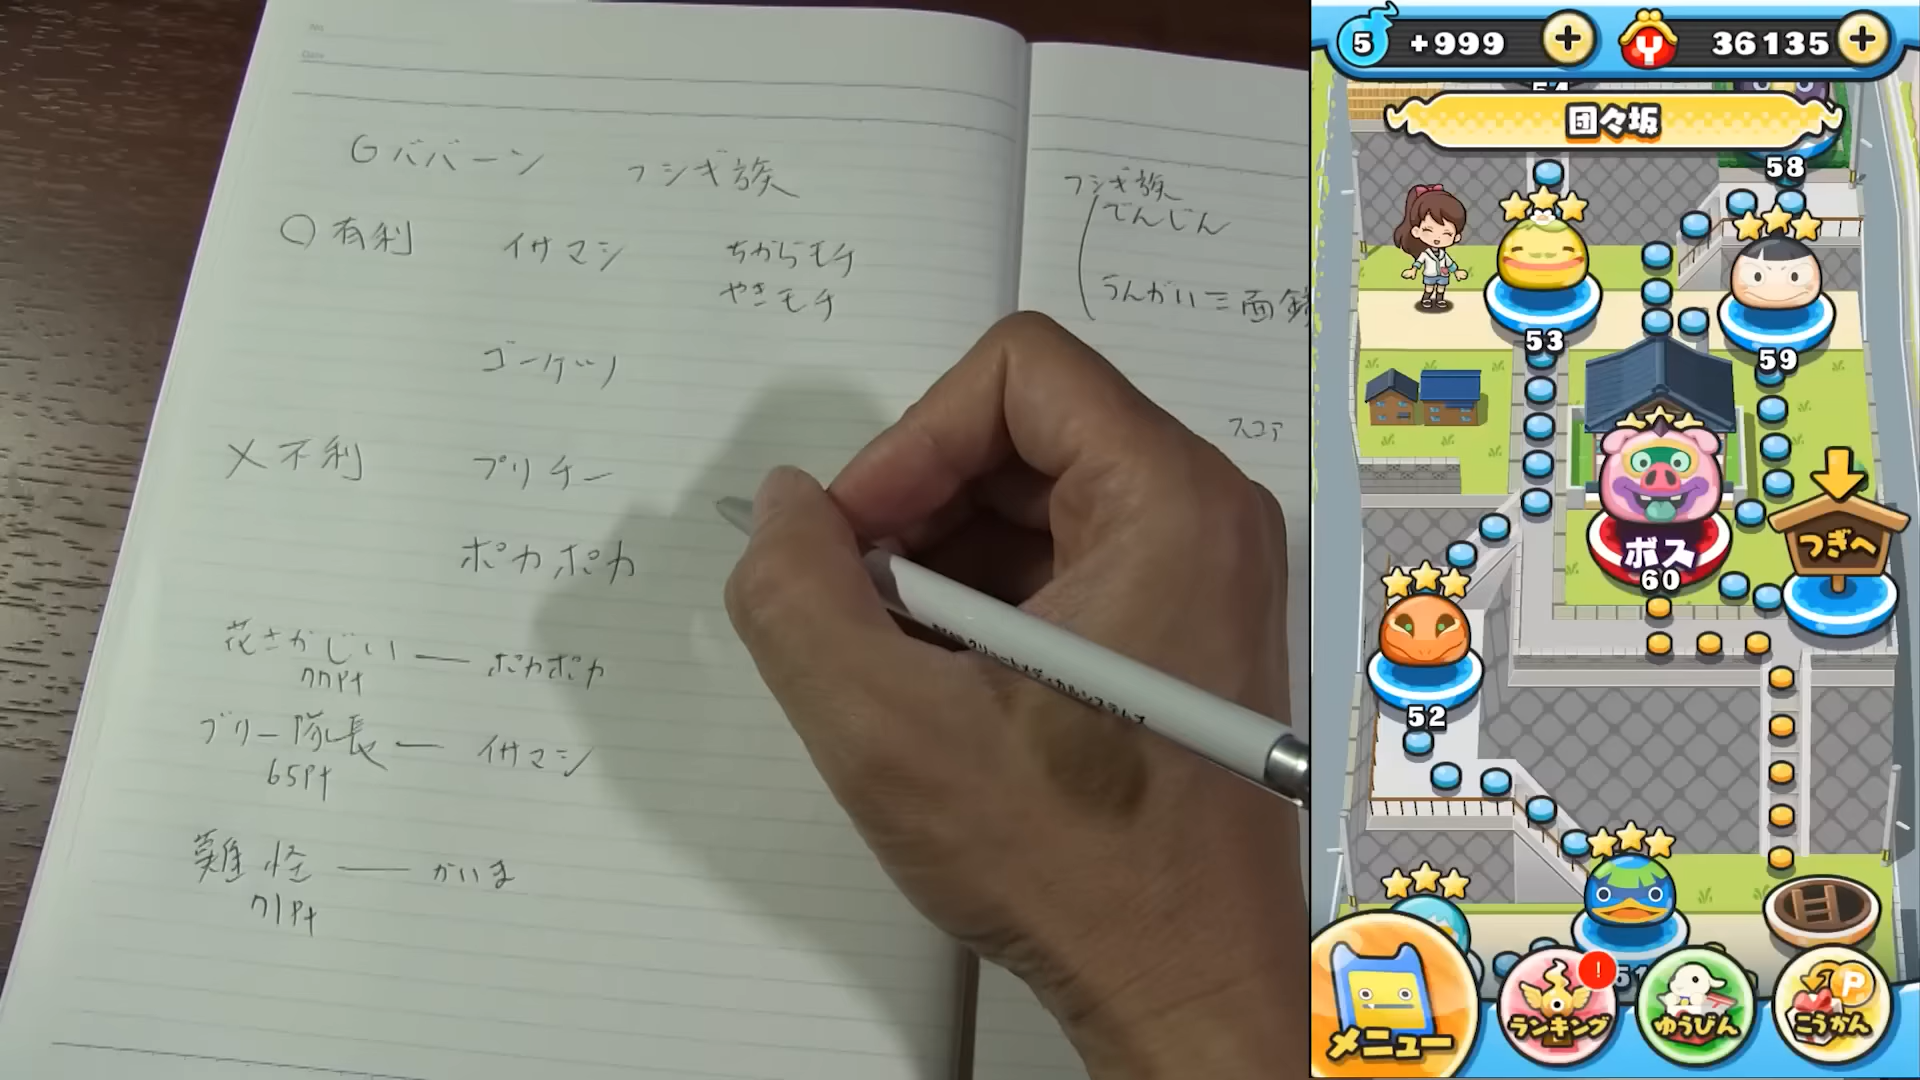 No.
Date
Gババーン フシギ族
○有利 イサマシ ちからモチ
やきモチ
ゴーケツ
×不利 プリチー
ポカポカ
花さかじい — ポカポカ
77Pt
ブリー隊長 — イサマシ
65Pt
難怪 — かいま
71Pt
フシギ族
でんじん
うんがい三面鏡
スコア
5 +999
36135
団々坂
58
53
59
ボス
60
つぎへ
52
51
メニュー
ランキング
ゆうびん
こうかん